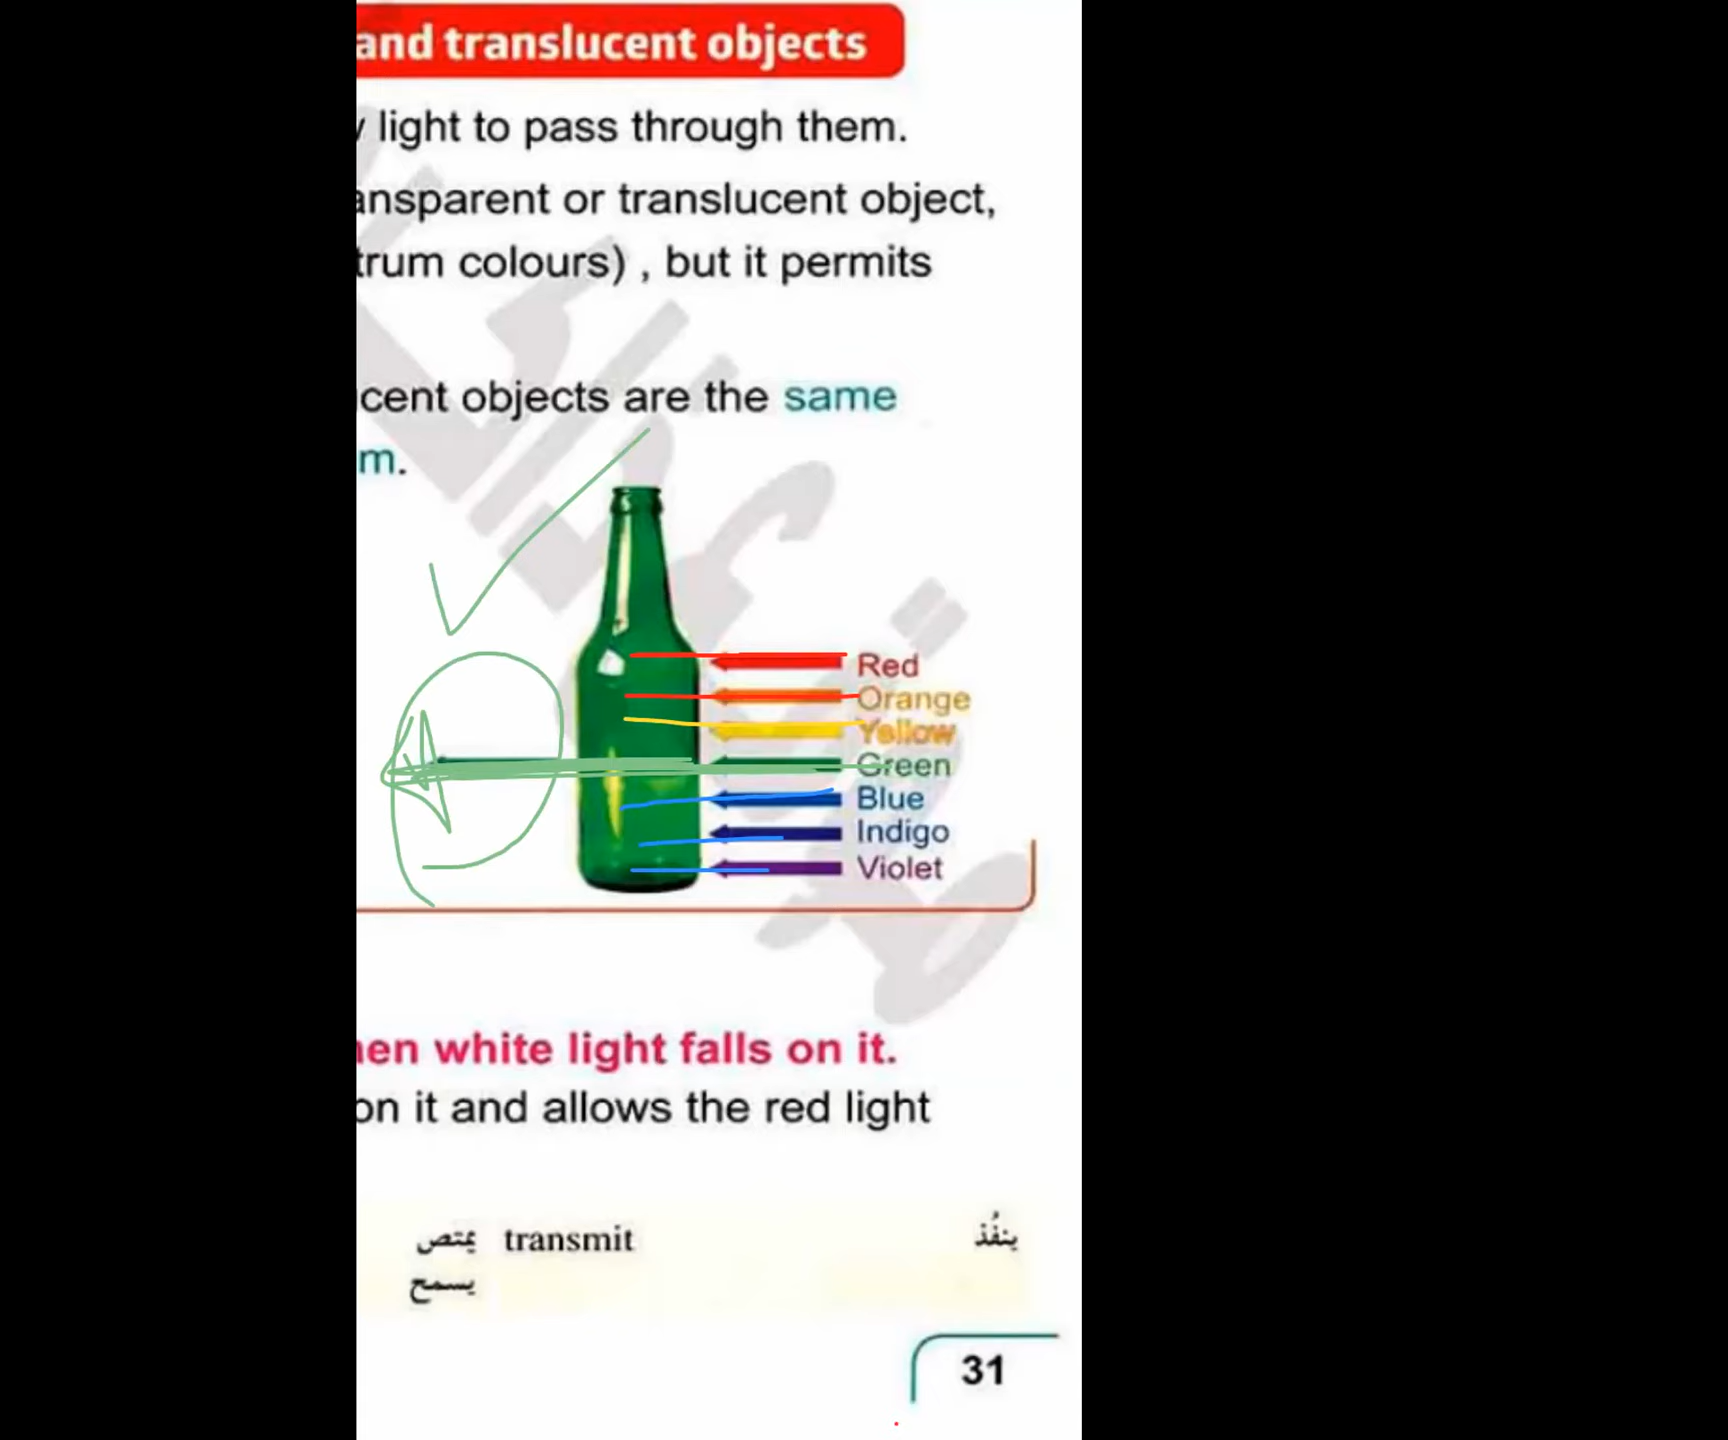 and translucent objects
light to pass through them.
ansparent or translucent object,
trum colours) , but it permits
cent objects are the same
m.
Red
Orange
Yellow
Green
Blue
Indigo
Violet
en white light falls on it.
on it and allows the red light
يمتص transmit ينفُذ
يسمح
31